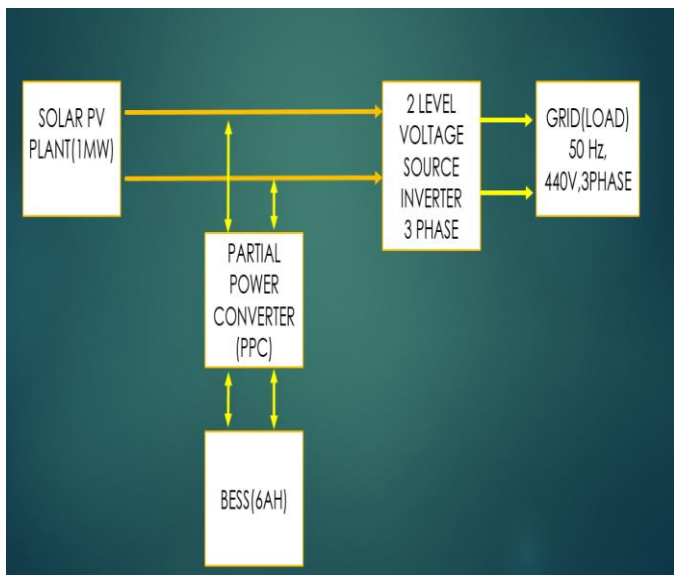 SOLAR PV
PLANT(1MW)
2 LEVEL
VOLTAGE
SOURCE
INVERTER
3 PHASE
GRID(LOAD)
50 Hz,
440V,3PHASE
PARTIAL
POWER
CONVERTER
(PPC)
BESS(6AH)